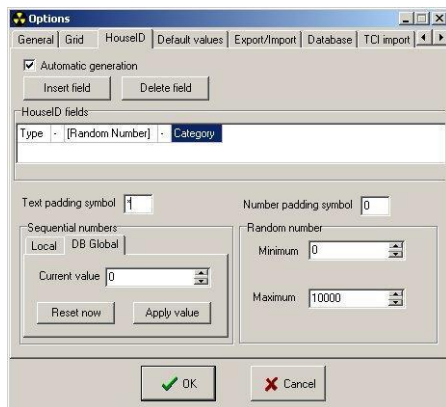 Options
General Grid HouseID Default values Export/Import Database TCI import
Automatic generation
Insert field Delete field
HouseID fields
Type - [Random Number] - Category
Text padding symbol * Number padding symbol 0
Sequential numbers Random number
Local DB Global
Minimum 0
Current value 0
Maximum 10000
Reset now Apply value
OK Cancel